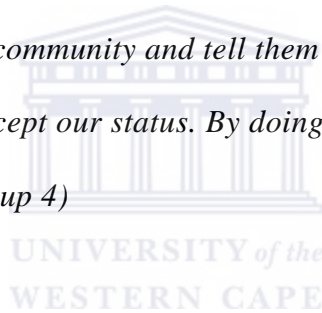 community and tell them
cept our status. By doing
up 4)
UNIVERSITY of the
WESTERN CAPE